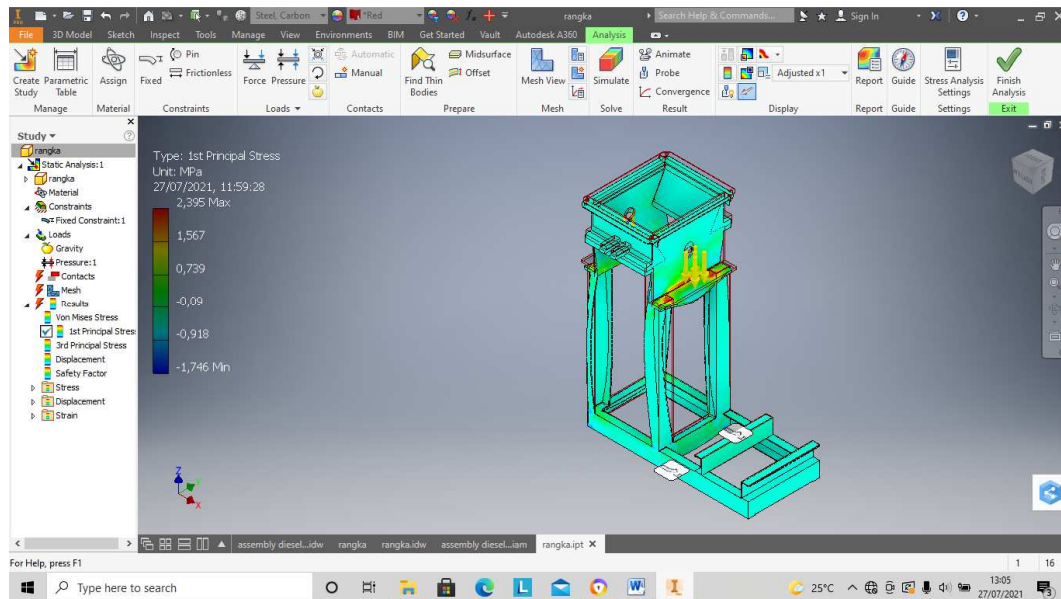 Steel, Carbon
*Red
rangka
Search Help & Commands...
Sign In
PRO
File 3D Model Sketch Inspect Tools Manage View Environments BIM Get Started Vault Autodesk A360 Analysis
Create Study
Parametric Table
Assign
Fixed
Pin
Frictionless
Force
Pressure
Automatic
Manual
Find Thin Bodies
Midsurface
Offset
Mesh View
Simulate
Animate
Probe
Convergence
Adjusted x1
Report
Guide
Stress Analysis Settings
Finish Analysis
Manage Material Constraints Loads Contacts Prepare Mesh Solve Result Display Report Guide Settings Exit
Study
rangka
Static Analysis:1
rangka
Material
Constraints
Fixed Constraint:1
Loads
Gravity
Pressure:1
Contacts
Mesh
Results
Von Mises Stress
1st Principal Stres
3rd Principal Stress
Displacement
Safety Factor
Stress
Displacement
Strain
Type: 1st Principal Stress
Unit: MPa
27/07/2021, 11:59:28
2,395 Max
1,567
0,739
-0,09
-0,918
-1,746 Min
Z
Y
X
assembly diesel...idw rangka rangka.idw assembly diesel...iam rangka.ipt
For Help, press F1
1 16
Type here to search
25°C
13:05
27/07/2021